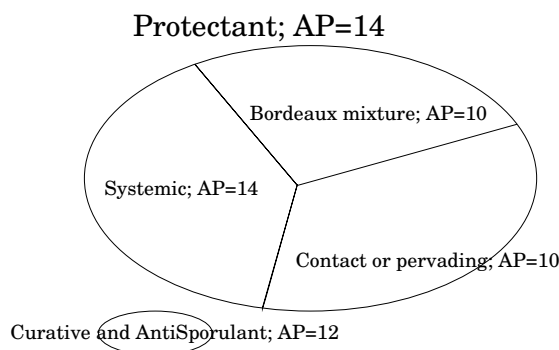 Protectant; AP=14
Bordeaux mixture; AP=10
Systemic; AP=14
Contact or pervading; AP=10
Curative and AntiSporulant; AP=12